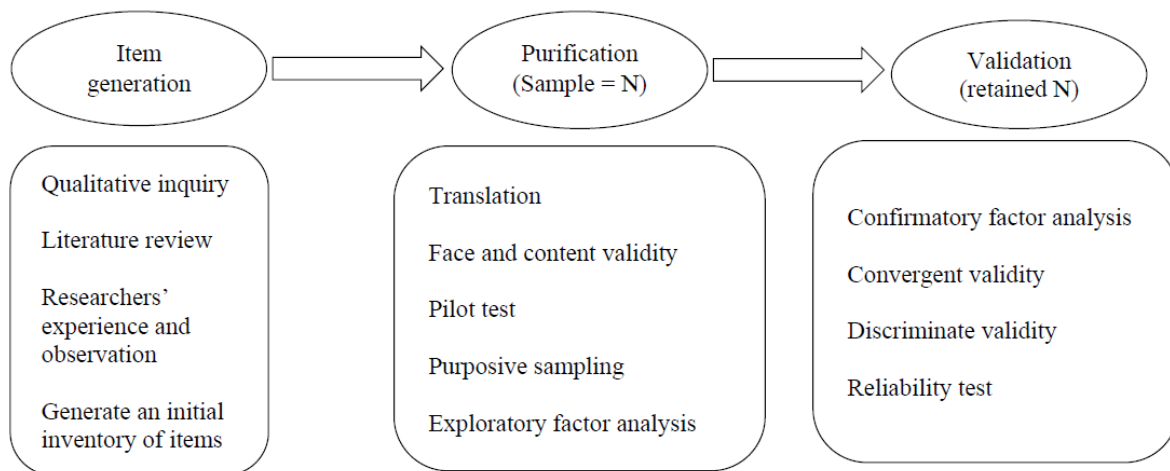 Item
generation
Purification
(Sample = N)
Validation
(retained N)
Qualitative inquiry
Literature review
Researchers’
experience and
observation
Generate an initial
inventory of items
Translation
Face and content validity
Pilot test
Purposive sampling
Exploratory factor analysis
Confirmatory factor analysis
Convergent validity
Discriminate validity
Reliability test